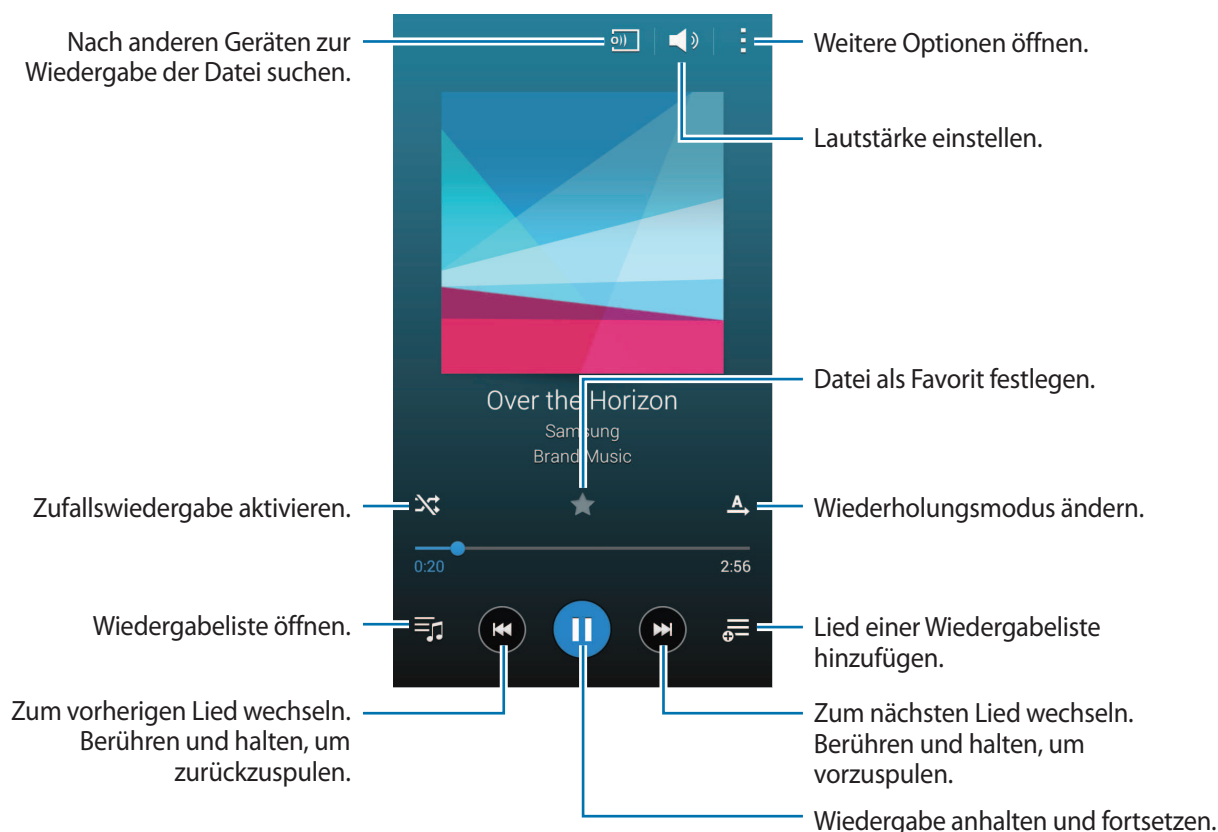 Nach anderen Geräten zur
Wiedergabe der Datei suchen.
Weitere Optionen öffnen.
Lautstärke einstellen.
Datei als Favorit festlegen.
Over the Horizon
Samsung
Brand Music
Zufallswiedergabe aktivieren.
A
Wiederholungsmodus ändern.
0:20
2:56
Wiedergabeliste öffnen.
Lied einer Wiedergabeliste
hinzufügen.
Zum vorherigen Lied wechseln.
Berühren und halten, um
zurückzuspulen.
Zum nächsten Lied wechseln.
Berühren und halten, um
vorzuspulen.
Wiedergabe anhalten und fortsetzen.